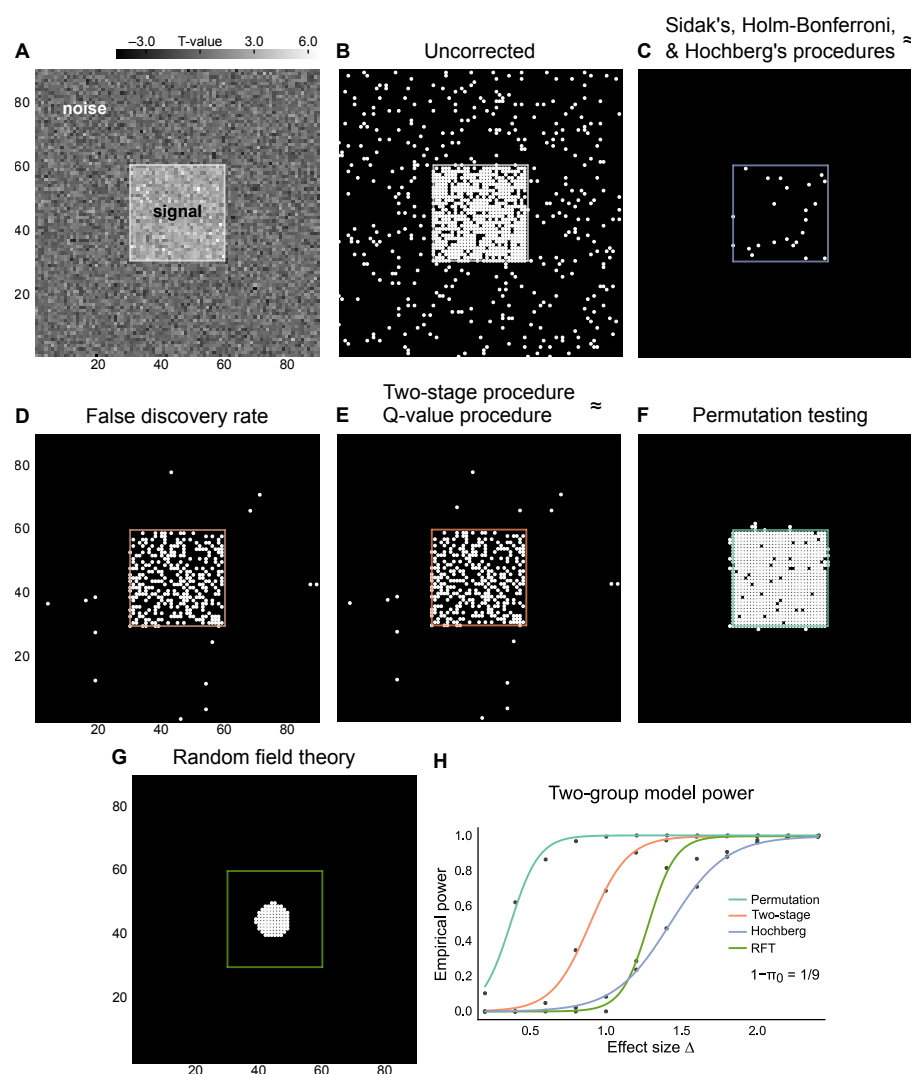 Sidak's, Holm-Bonferroni, ≈
& Hochberg's procedures
A
−3.0 T-value 3.0 6.0
B Uncorrected
C
noise
signal
80
60
40
20
20 40 60 80
D False discovery rate
E Two-stage procedure ≈
Q-value procedure
F Permutation testing
80
60
40
20
20 40 60 80
20 40 60 80
G Random field theory
80
60
40
20
20 40 60 80
H
Two-group model power
Empirical power
1.0
0.8
0.6
0.4
0.2
0.0
Permutation
Two-stage
Hochberg
RFT
1−π0 = 1/9
0.5 1.0 1.5 2.0
Effect size Δ